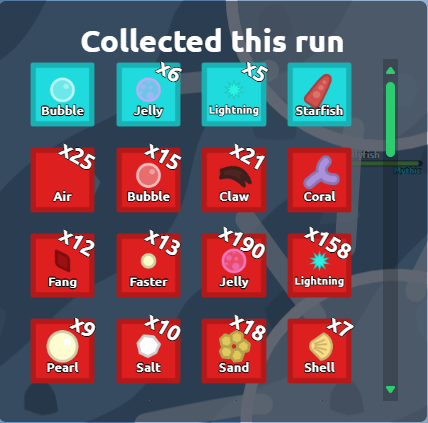 Collected this run
Bubble
x6 Jelly
x5 Lightning
Starfish
x25 Air
x15 Bubble
x21 Claw
Coral
x12 Fang
x13 Faster
x190 Jelly
x158 Lightning
x9 Pearl
x10 Salt
x18 Sand
x7 Shell